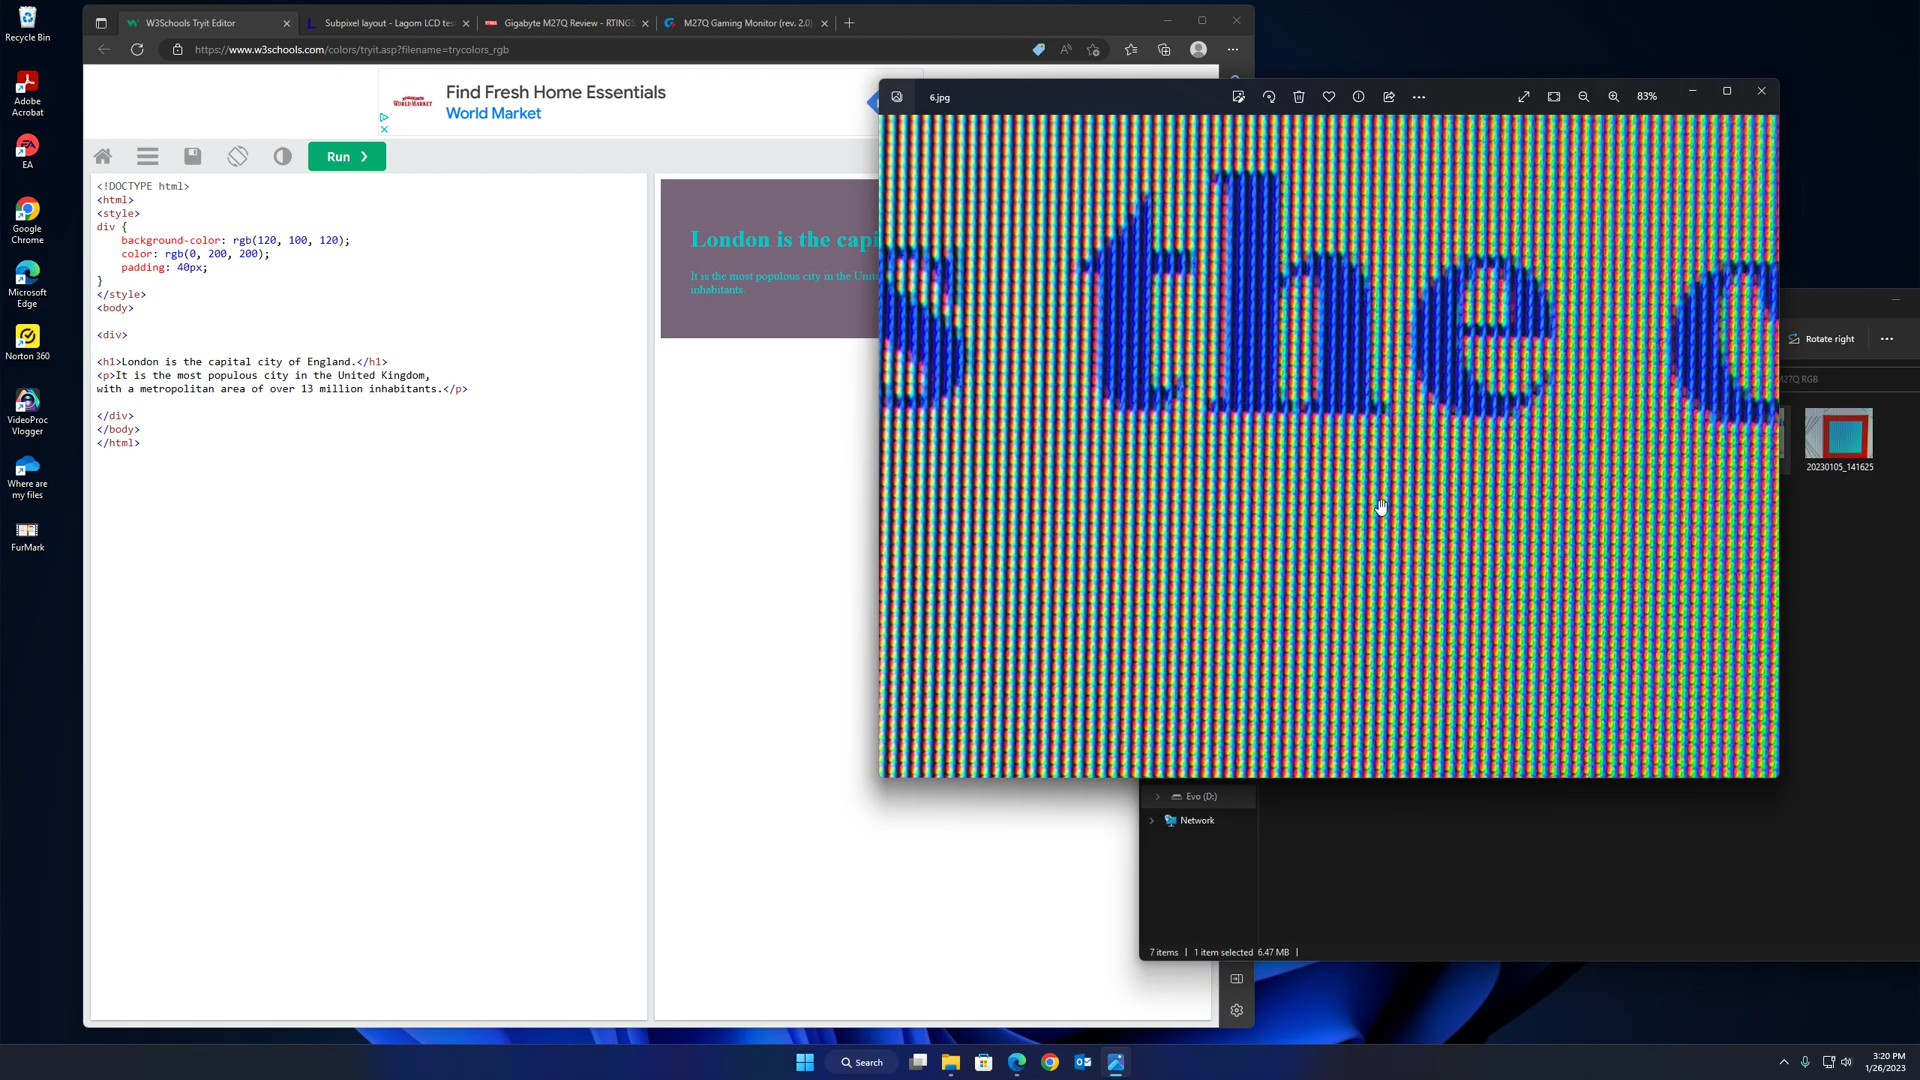 Recycle Bin
Adobe
Acrobat
EA
Google
Chrome
Microsoft
Edge
Norton 360
VideoProc
Vlogger
Where are
my files
FurMark
W3Schools Tryit Editor
Subpixel layout - Lagom LCD tes
Gigabyte M27Q Review - RTINGS
M27Q Gaming Monitor (rev. 2.0)
https://www.w3schools.com/colors/tryit.asp?filename=trycolors_rgb
WORLD MARKET
Find Fresh Home Essentials
World Market
Run
<!DOCTYPE html>
<html>
<style>
div {
background-color: rgb(120, 100, 120);
color: rgb(0, 200, 200);
padding: 40px;
}
</style>
<body>
<div>
<h1>London is the capital city of England.</h1>
<p>It is the most populous city in the United Kingdom,
with a metropolitan area of over 13 million inhabitants.</p>
</div>
</body>
</html>
London is the capi
It is the most populous city in the Unit
inhabitants.
6.jpg
83%
s the c
Rotate right
M27Q RGB
20230105_141625
Evo (D:)
Network
7 items
1 item selected 6.47 MB
Search
3:20 PM
1/26/2023